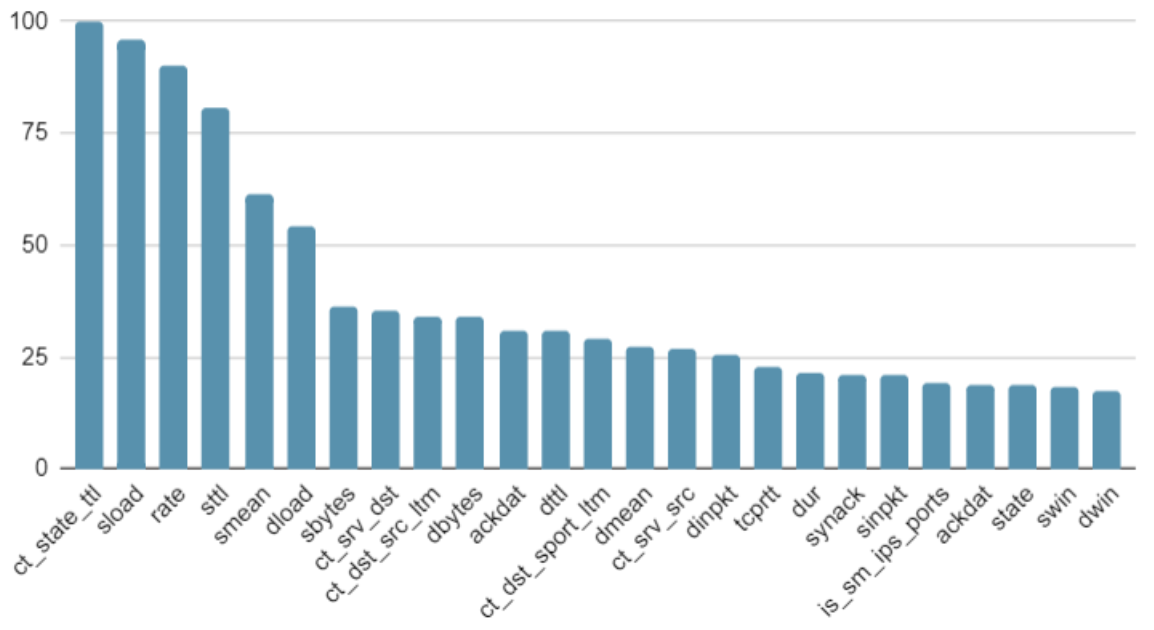 100
75
50
25
0
ct_state_ttl
sload
rate
sttl
smean
dload
sbytes
ct_srv_dst
ct_dst_src_ltm
dbytes
ackdat
dttl
ct_dst_sport_ltm
dmean
ct_srv_src
dinpkt
tcprtt
dur
synack
sinpkt
is_sm_ips_ports
ackdat
state
swin
dwin